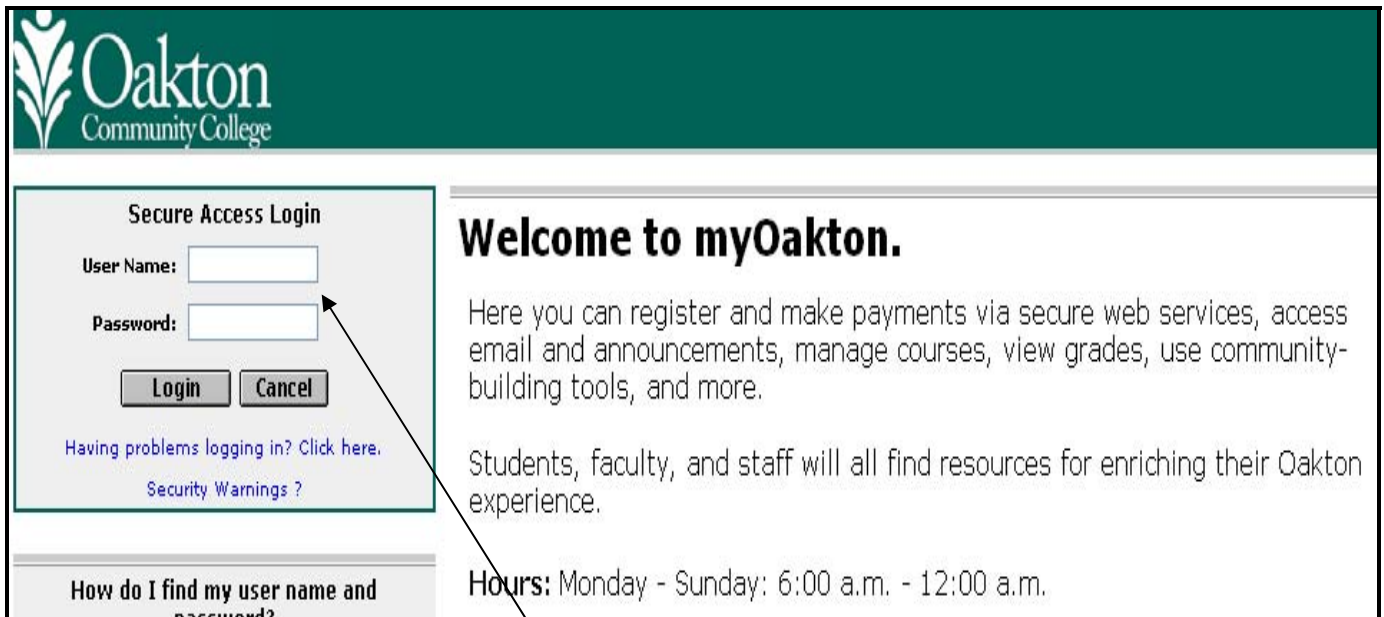 Oakton
Community College
Secure Access Login
User Name:
Password:
Login Cancel
Having problems logging in? Click here.
Security Warnings ?
How do I find my user name and
password?
Welcome to myOakton.
Here you can register and make payments via secure web services, access
email and announcements, manage courses, view grades, use community-
building tools, and more.
Students, faculty, and staff will all find resources for enriching their Oakton
experience.
Hours: Monday - Sunday: 6:00 a.m. - 12:00 a.m.